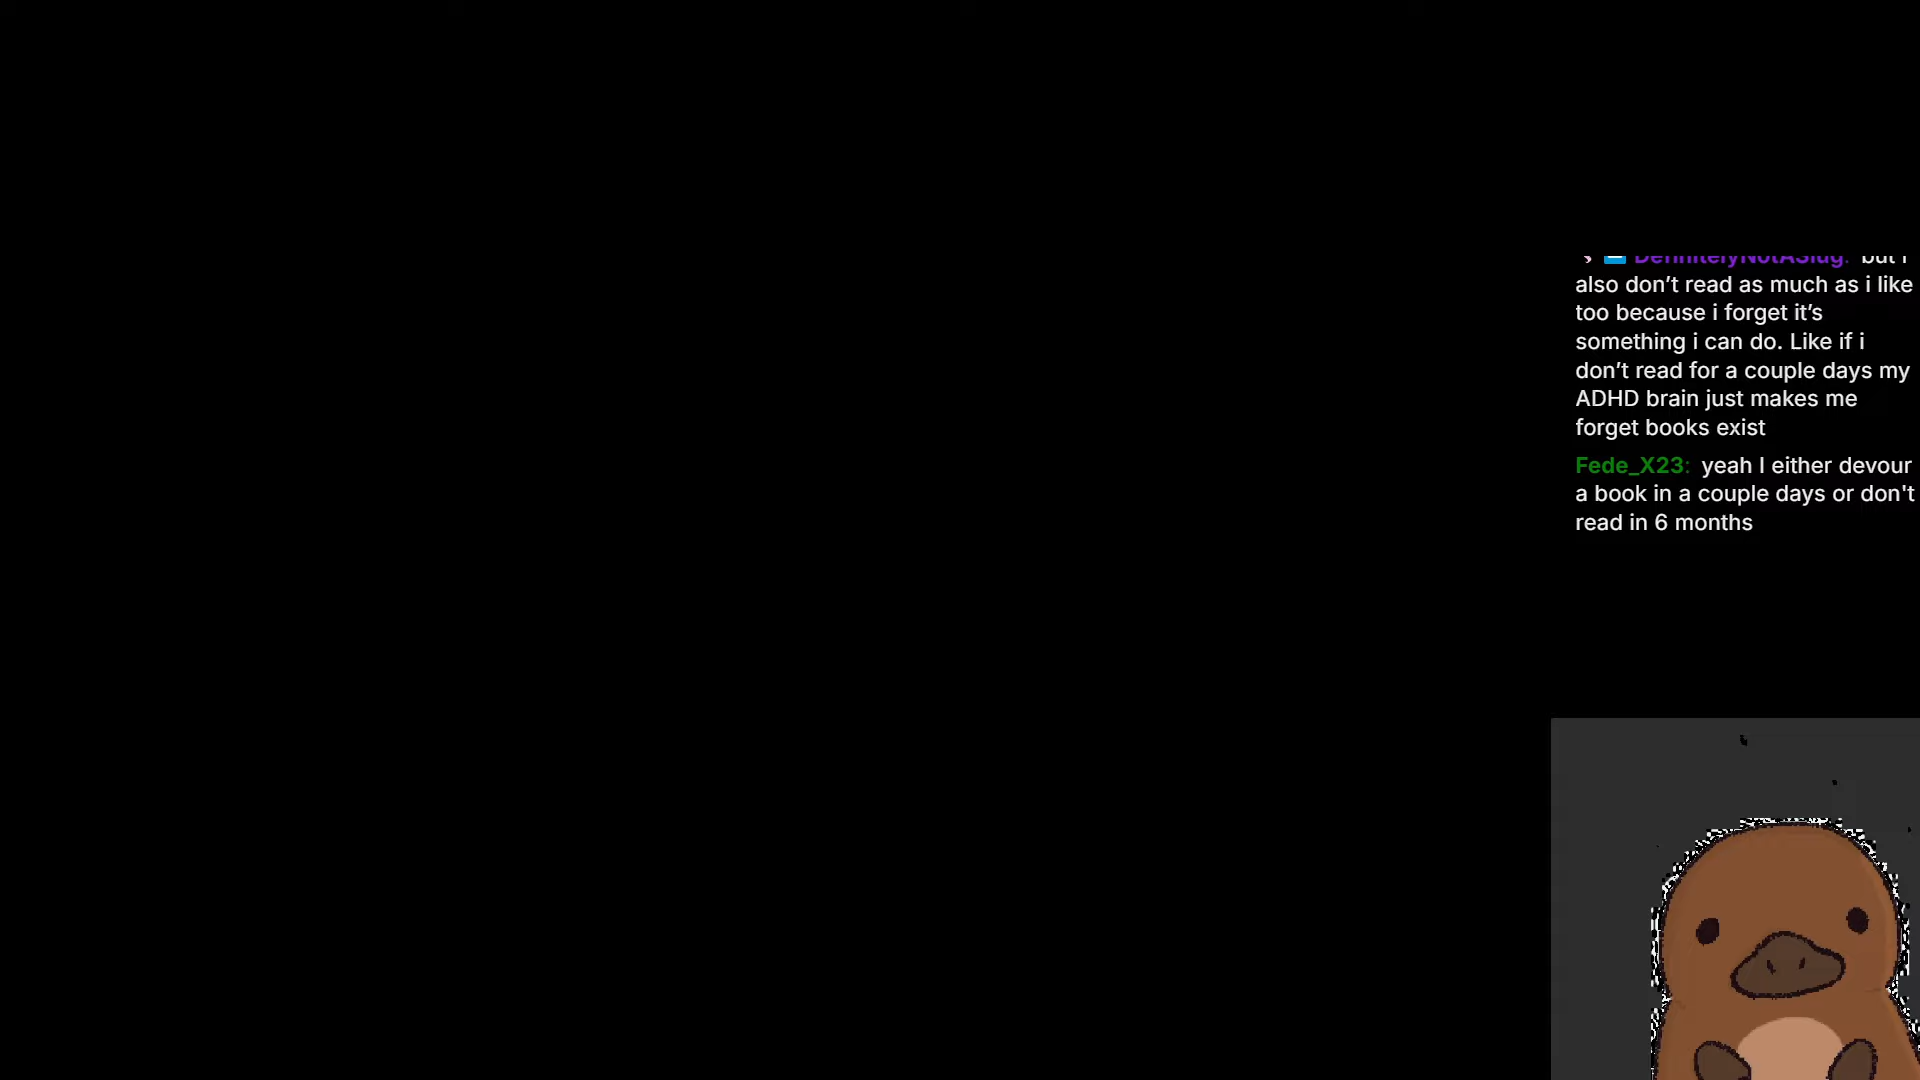 DefinitelyNotASlug: but i
also don’t read as much as i like
too because i forget it’s
something i can do. Like if i
don’t read for a couple days my
ADHD brain just makes me
forget books exist
Fede_X23: yeah I either devour
a book in a couple days or don't
read in 6 months